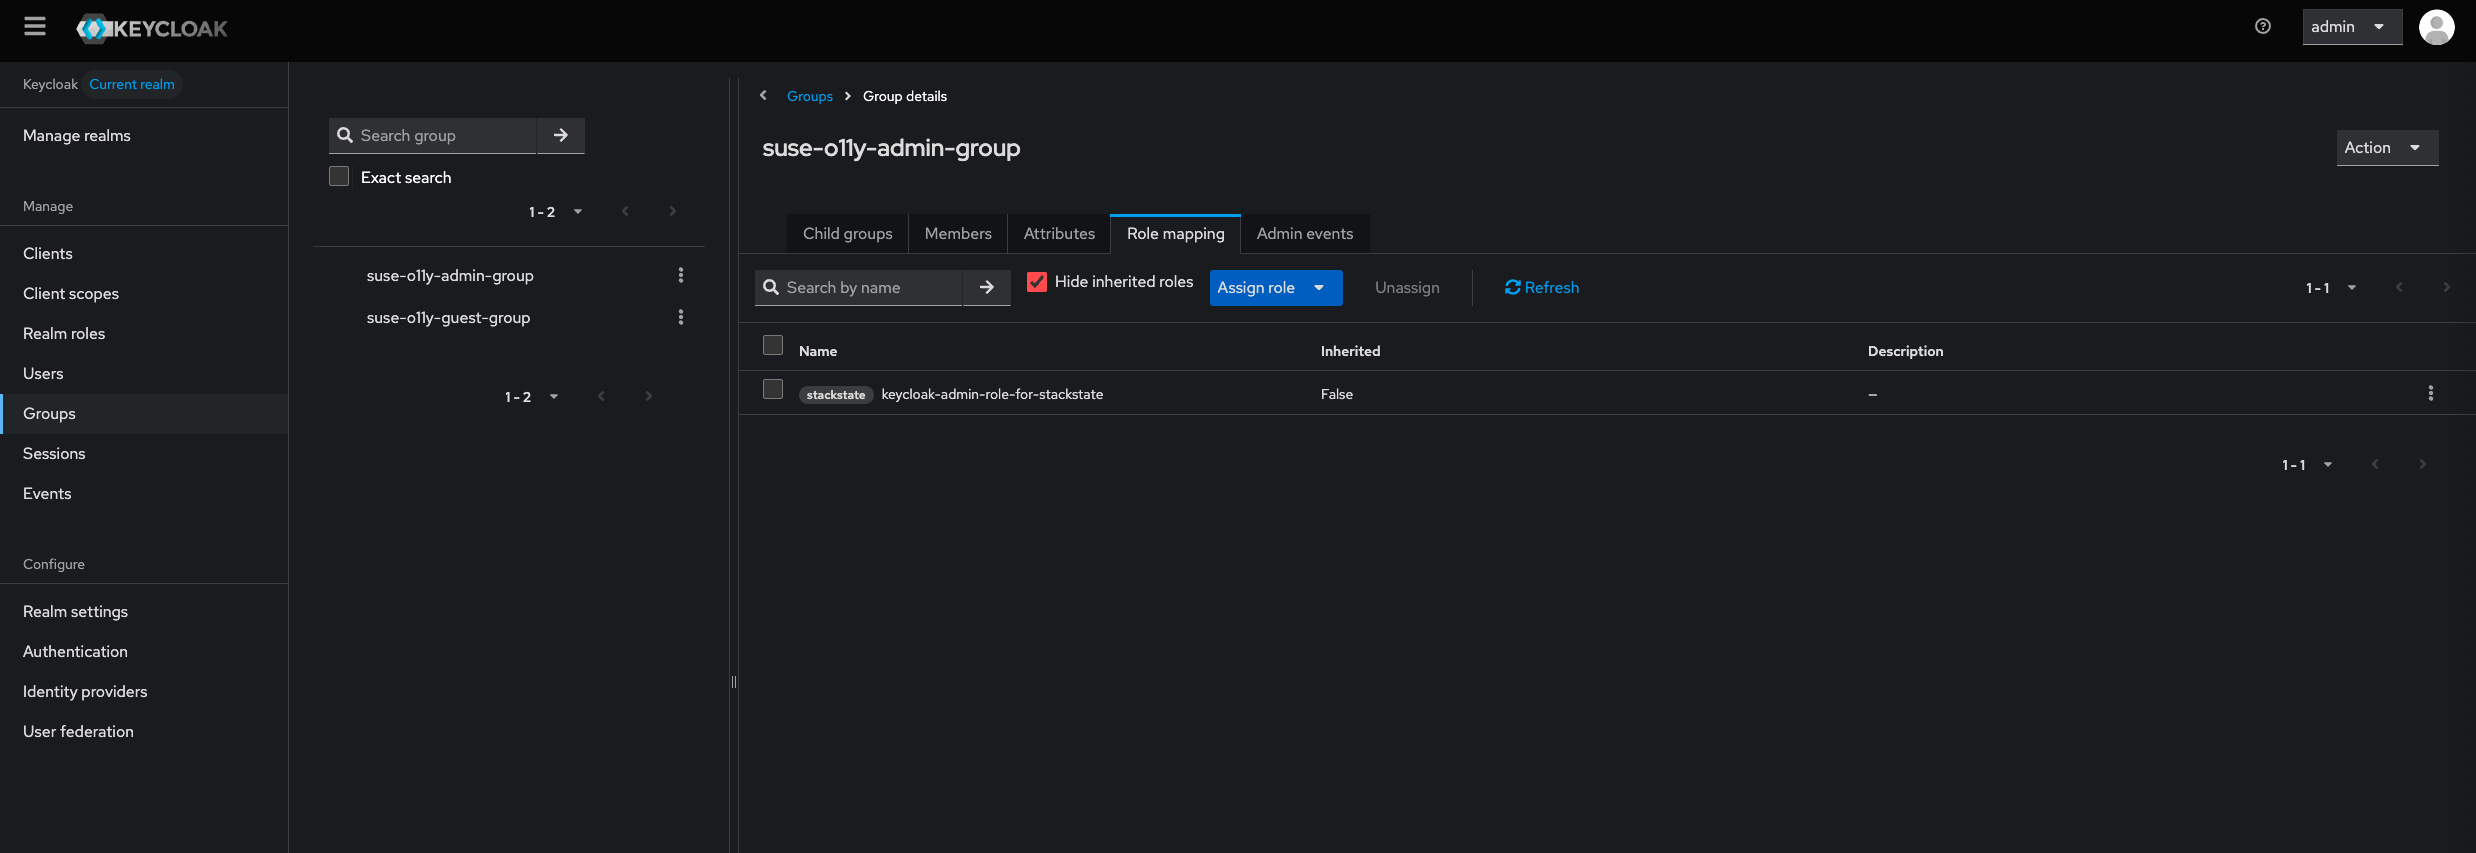 KEYCLOAK
admin
Keycloak Current realm
Manage realms
Manage
Clients
Client scopes
Realm roles
Users
Groups
Sessions
Events
Configure
Realm settings
Authentication
Identity providers
User federation
Search group
Exact search
1 - 2
suse-o11y-admin-group
suse-o11y-guest-group
1 - 2
Groups Group details
suse-o11y-admin-group
Action
Child groups Members Attributes Role mapping Admin events
Search by name Hide inherited roles Assign role Unassign Refresh 1 - 1
Name Inherited Description
stackstate keycloak-admin-role-for-stackstate False –
1 - 1